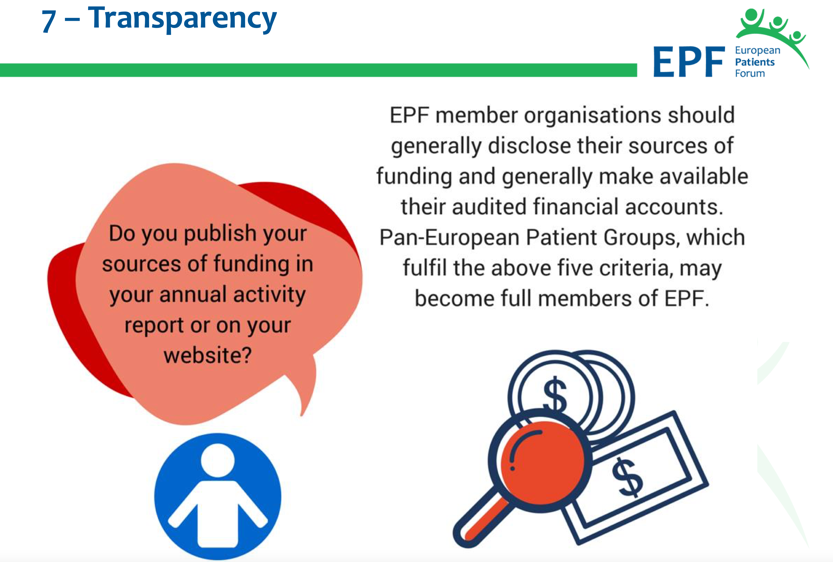 7 – Transparency
EPF
European
Patients
Forum
EPF member organisations should
generally disclose their sources of
funding and generally make available
their audited financial accounts.
Pan-European Patient Groups, which
fulfil the above five criteria, may
become full members of EPF.
Do you publish your
sources of funding in
your annual activity
report or on your
website?
$
$